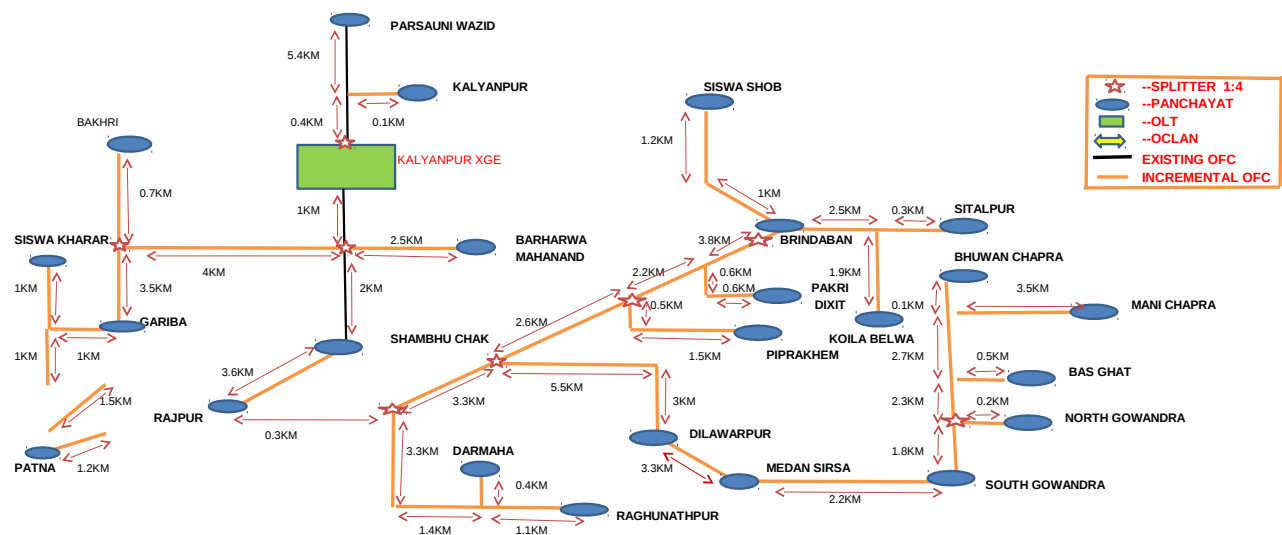 PARSAUNI WAZID
5.4KM
KALYANPUR
0.4KM
0.1KM
KALYANPUR XGE
BAKHRI
0.7KM
1KM
SISWA KHARAR
2.5KM
BARHARWA
MAHANAND
4KM
1KM
3.5KM
2KM
GARIBA
1KM
1KM
SHAMBHU CHAK
3.6KM
1.5KM
RAJPUR
0.3KM
PATNA
1.2KM
SISWA SHOB
1.2KM
1KM
2.5KM
0.3KM
SITALPUR
3.8KM
BRINDABAN
2.2KM
0.6KM
0.6KM
PAKRI
DIXIT
1.9KM
0.5KM
2.6KM
1.5KM
PIPRAKHEM
KOILA BELWA
BHUWAN CHAPRA
0.1KM
3.5KM
MANI CHAPRA
2.7KM
0.5KM
BAS GHAT
2.3KM
0.2KM
NORTH GOWANDRA
1.8KM
SOUTH GOWANDRA
3.3KM
5.5KM
3KM
DILAWARPUR
3.3KM
MEDAN SIRSA
2.2KM
3.3KM
DARMAHA
0.4KM
1.4KM
1.1KM
RAGHUNATHPUR
--SPLITTER 1:4
--PANCHAYAT
--OLT
--OCLAN
EXISTING OFC
INCREMENTAL OFC